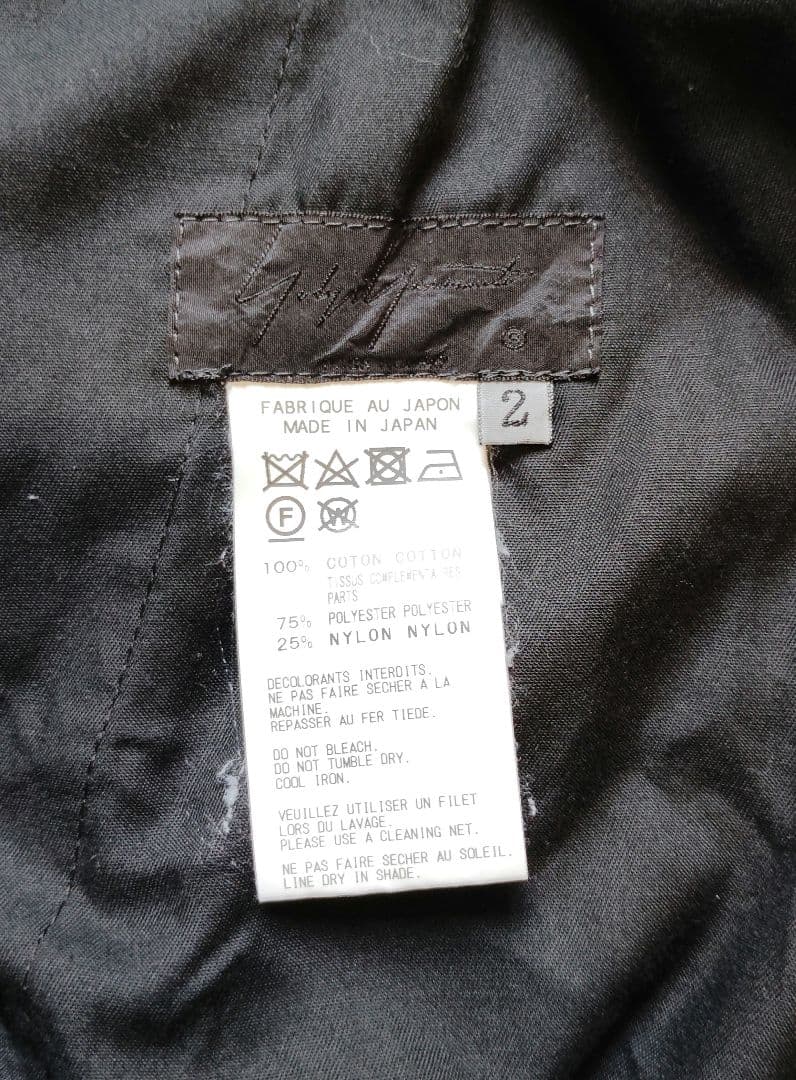 Yohji Yamamoto
S
2
FABRIQUE AU JAPON
MADE IN JAPAN
F
W
100% COTON COTTON
TISSUS COMPLEMENTAIRES
PARTS
75% POLYESTER POLYESTER
25% NYLON NYLON
DECOLORANTS INTERDITS.
NE PAS FAIRE SECHER A LA
MACHINE.
REPASSER AU FER TIEDE.
DO NOT BLEACH.
DO NOT TUMBLE DRY.
COOL IRON.
VEUILLEZ UTILISER UN FILET
LORS DU LAVAGE.
PLEASE USE A CLEANING NET.
NE PAS FAIRE SECHER AU SOLEIL.
LINE DRY IN SHADE.